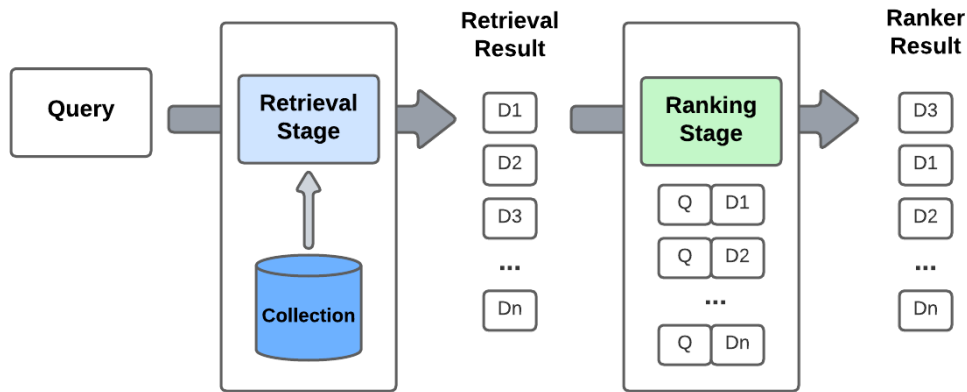 Query
Retrieval
Stage
Collection
Retrieval
Result
D1
D2
D3
...
Dn
Ranking
Stage
Q D1
Q D2
...
Q Dn
Ranker
Result
D3
D1
D2
...
Dn